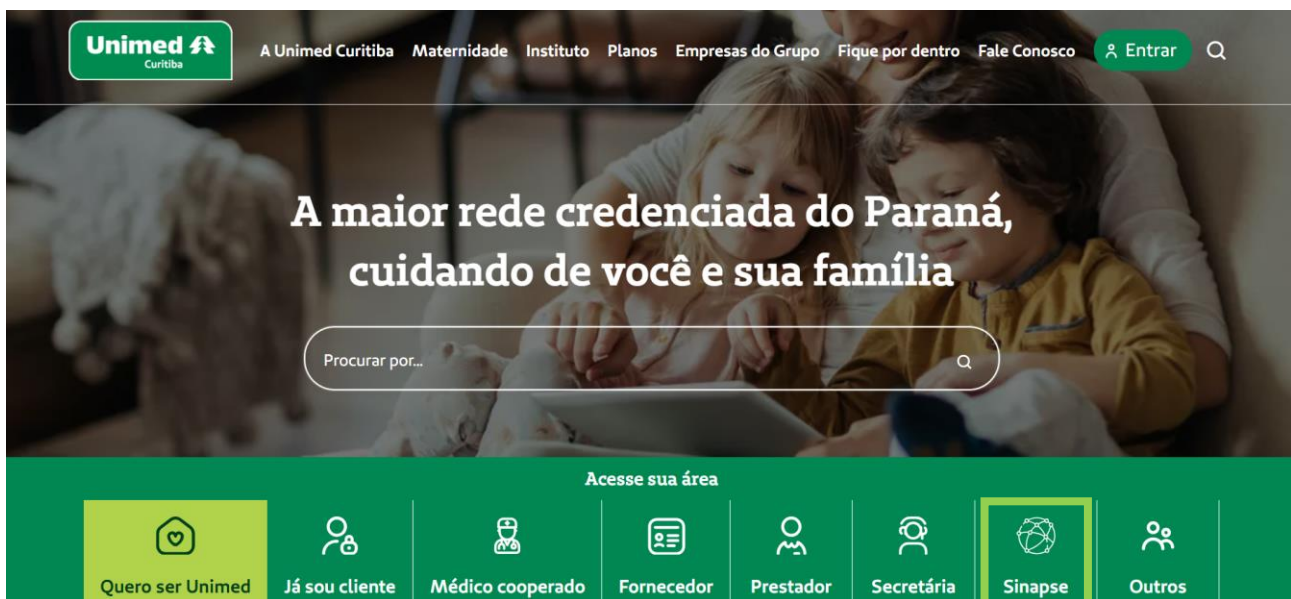 Unimed
Curitiba
A Unimed Curitiba Maternidade Instituto Planos Empresas do Grupo Fique por dentro Fale Conosco Entrar
A maior rede credenciada do Paraná,
cuidando de você e sua família
Procurar por...
Acesse sua área
Quero ser Unimed Já sou cliente Médico cooperado Fornecedor Prestador Secretária Sinapse Outros